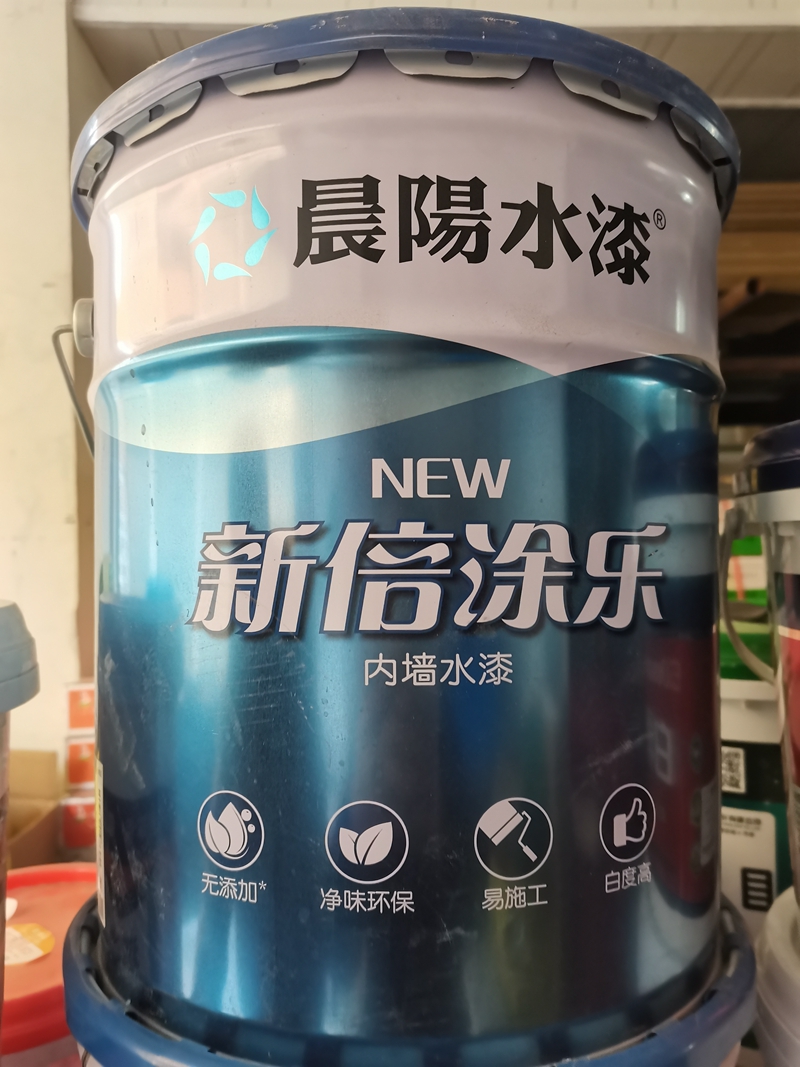 晨陽水漆®
NEW
新倍涂乐
内墙水漆
无添加*
净味环保
易施工
白度高